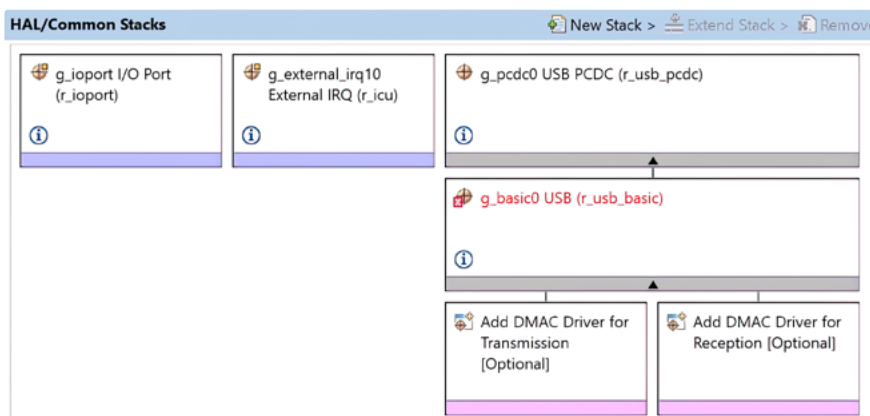 HAL/Common Stacks
New Stack > Extend Stack > Remove
g_ioport I/O Port
(r_ioport)
g_external_irq10
External IRQ (r_icu)
g_pcdc0 USB PCDC (r_usb_pcdc)
g_basic0 USB (r_usb_basic)
Add DMAC Driver for
Transmission
[Optional]
Add DMAC Driver for
Reception [Optional]